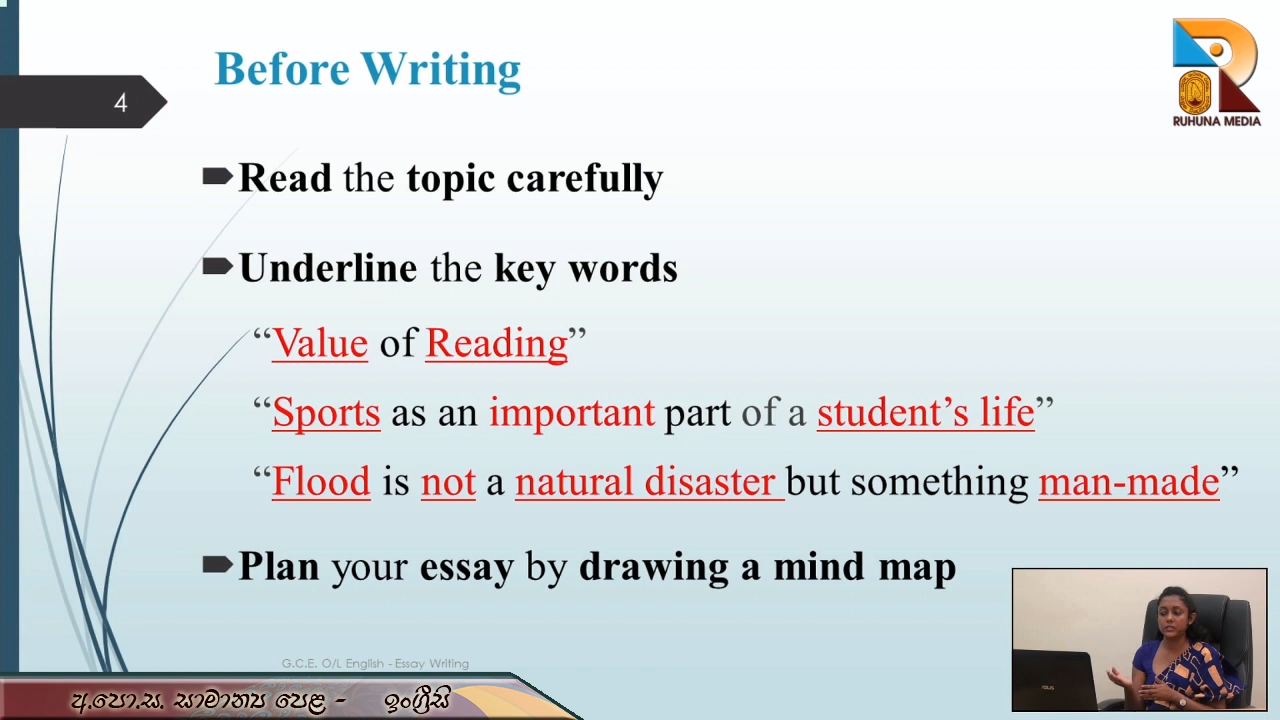 Before Writing
4
RUHUNA MEDIA
Read the topic carefully
Underline the key words
“Value of Reading”
“Sports as an important part of a student’s life”
“Flood is not a natural disaster but something man-made”
Plan your essay by drawing a mind map
G.C.E. O/L English - Essay Writing
අ.පො.ස. සාමාන්‍ය පෙළ - ඉංග්‍රීසි
ASUS